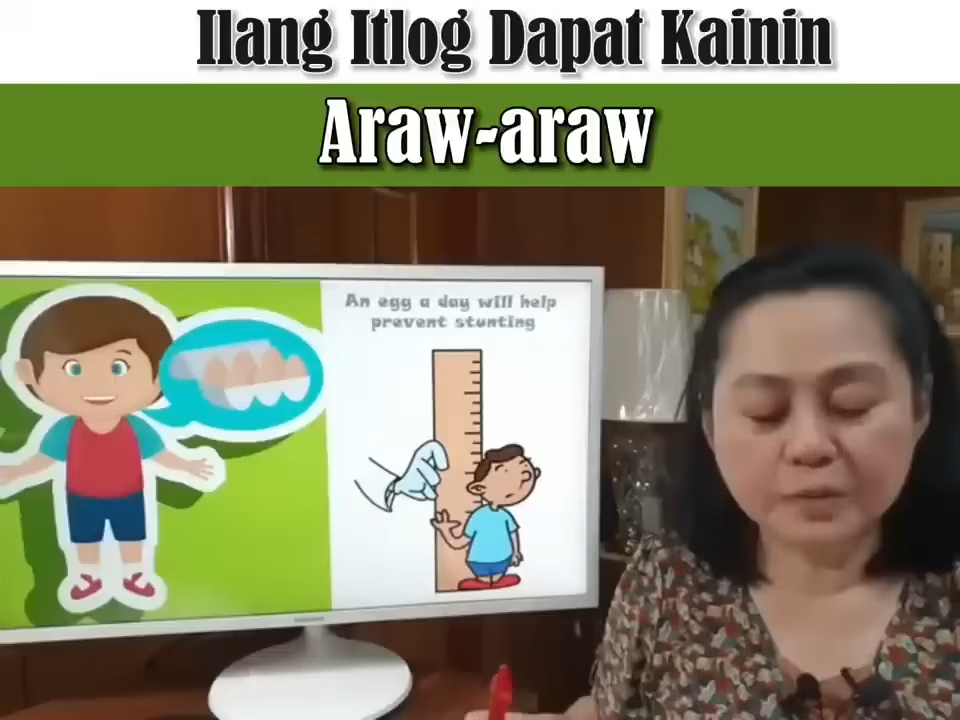 Ilang Itlog Dapat Kainin
Araw-araw
An egg a day will help
prevent stunting